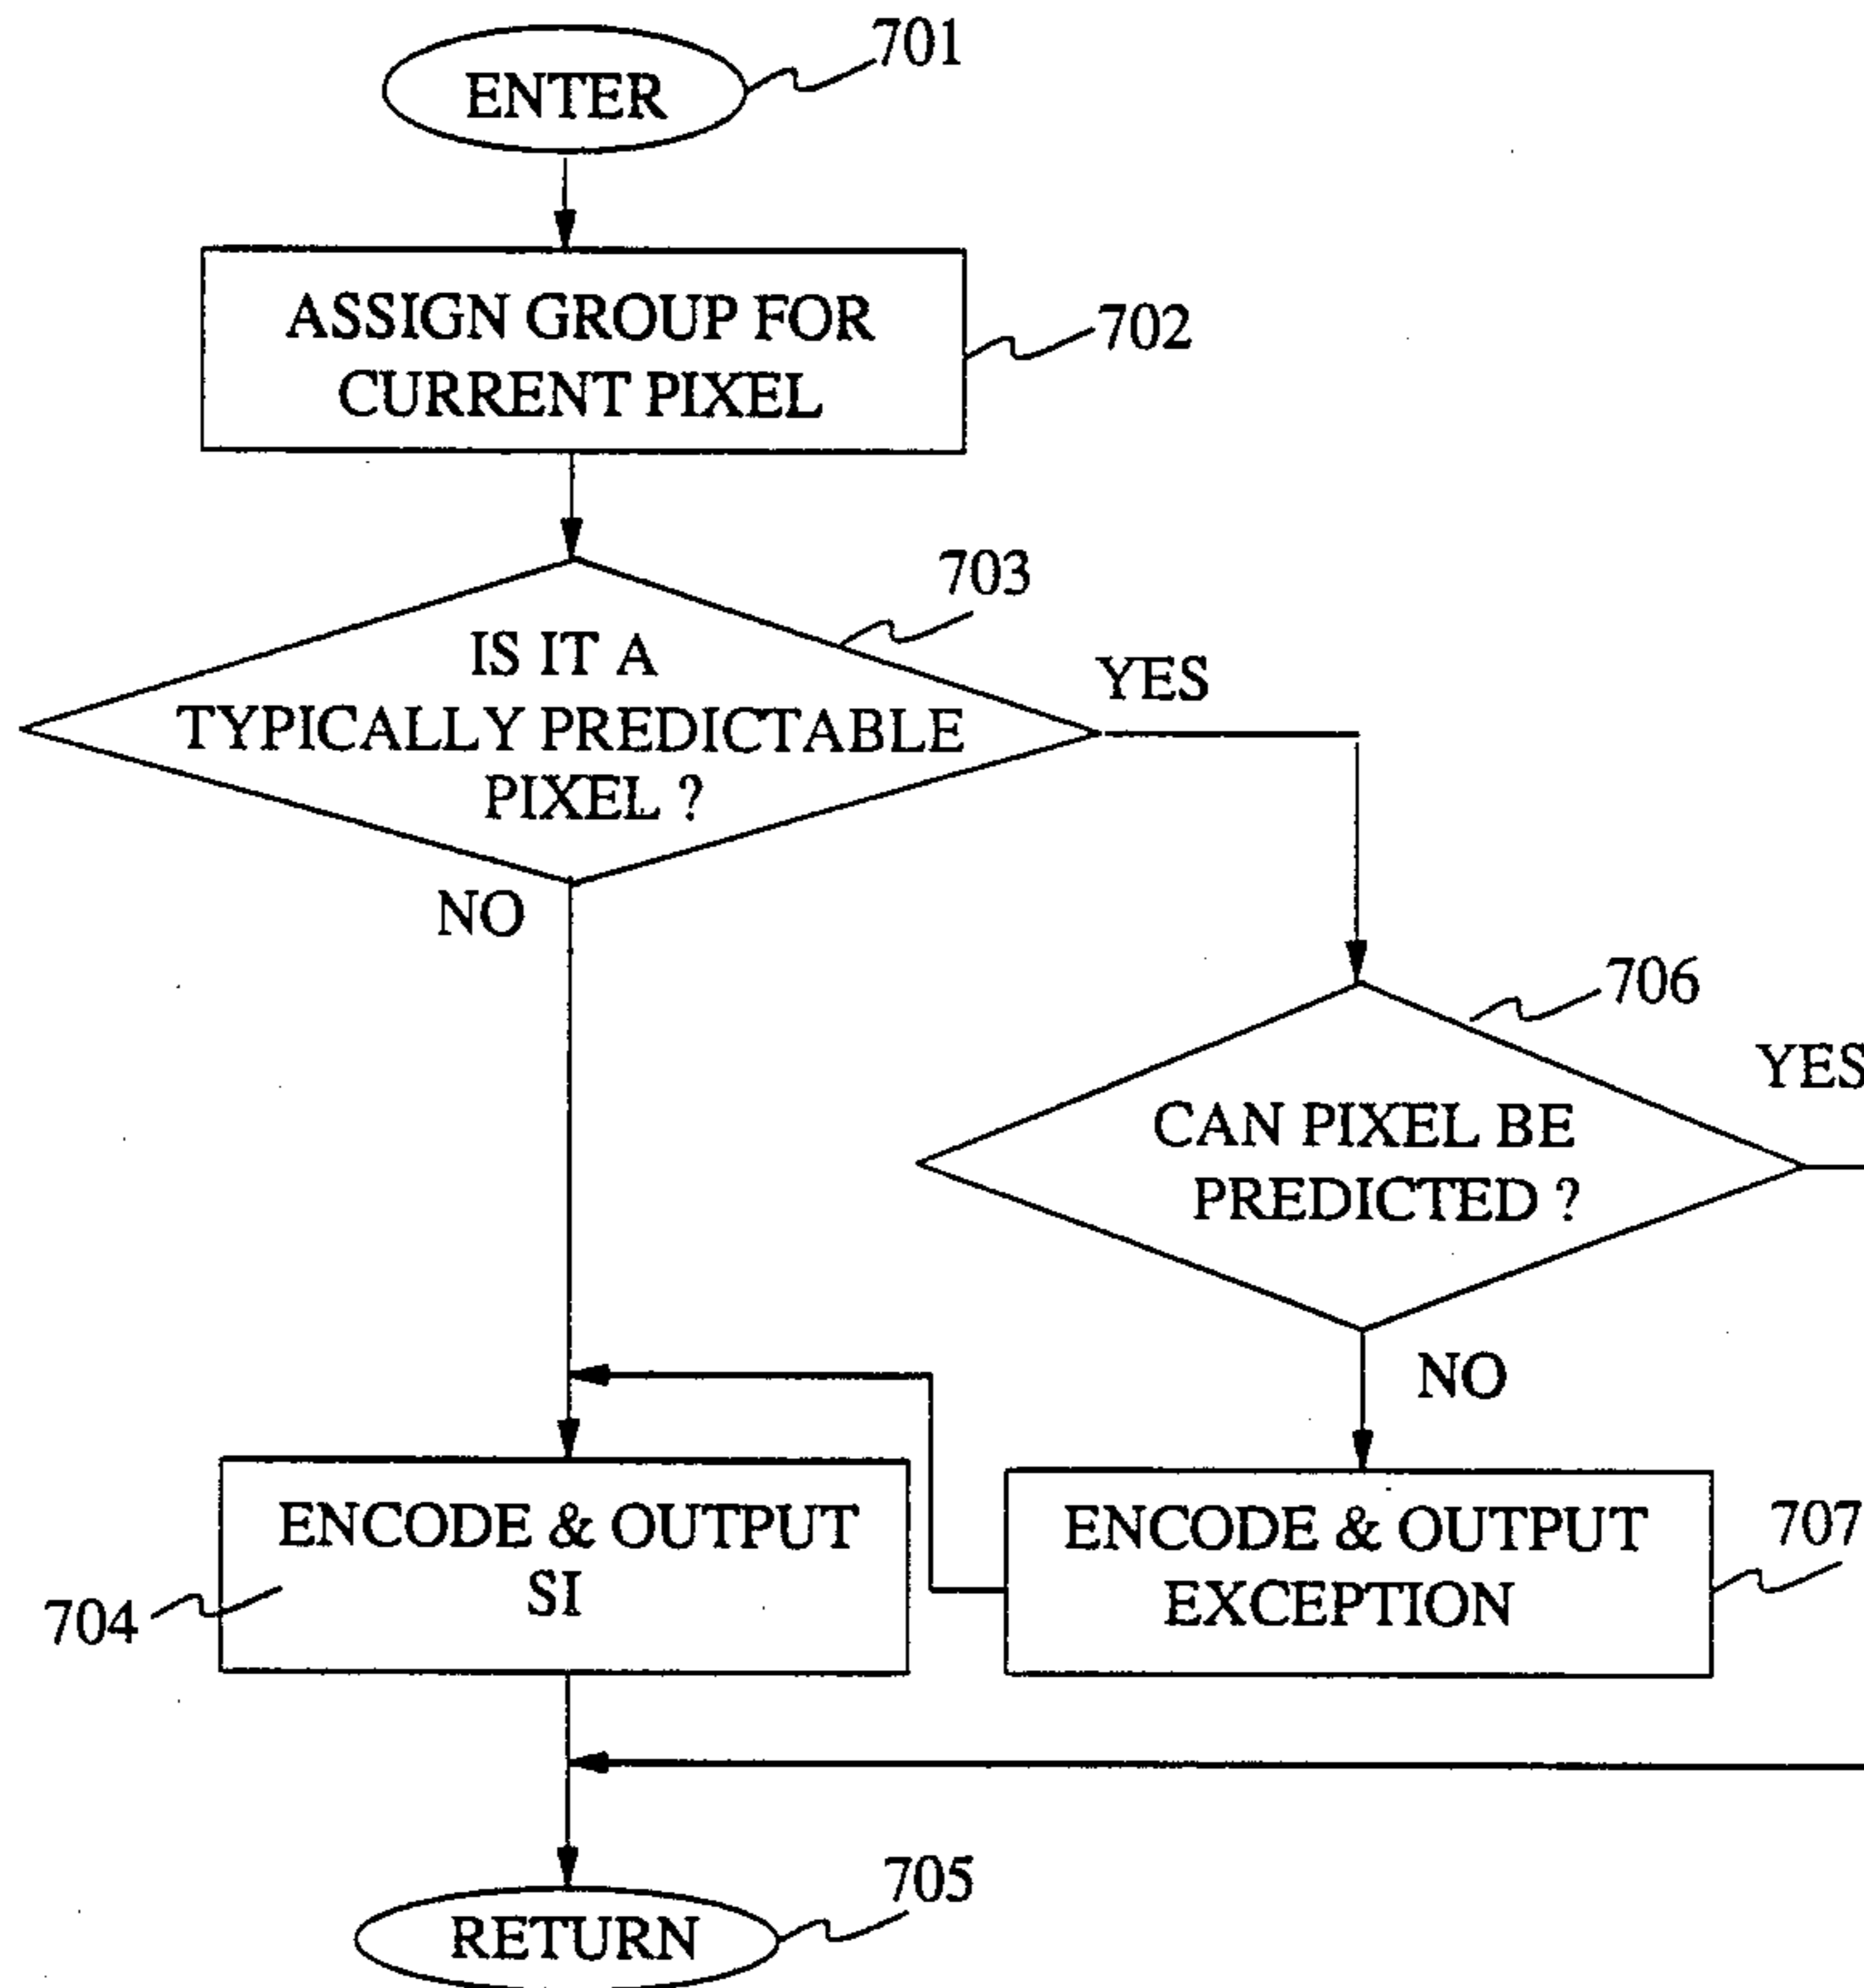 701
ENTER
ASSIGN GROUP FOR
CURRENT PIXEL
702
703
IS IT A
TYPICALLY PREDICTABLE
PIXEL ?
YES
NO
706
YES
CAN PIXEL BE
PREDICTED ?
NO
ENCODE & OUTPUT
SI
704
ENCODE & OUTPUT
EXCEPTION
707
705
RETURN